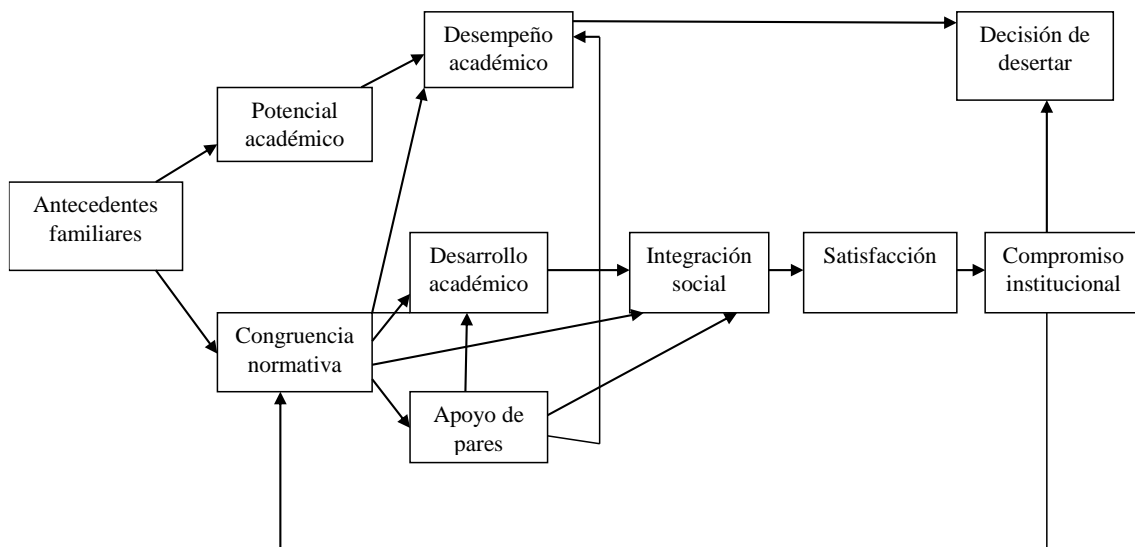 Desempeño
académico
Decisión de
desertar
Potencial
académico
Antecedentes
familiares
Desarrollo
académico
Integración
social
Satisfacción
Compromiso
institucional
Congruencia
normativa
Apoyo de
pares